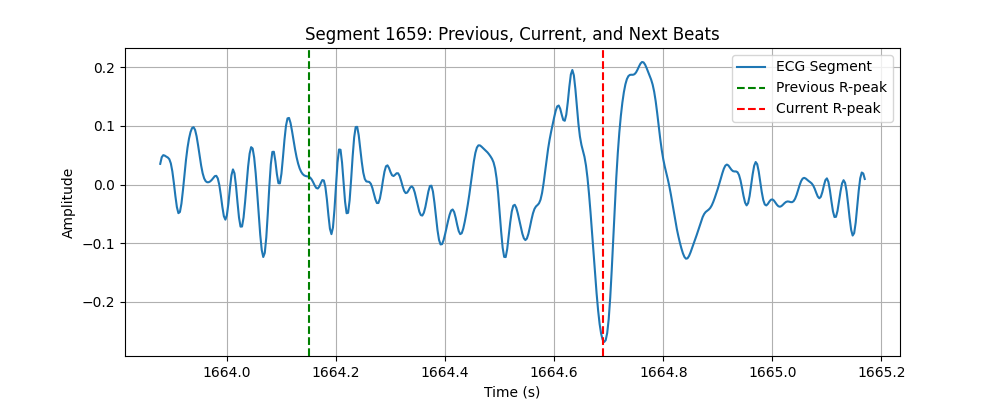 Segment 1659: Previous, Current, and Next Beats
ECG Segment
Previous R-peak
Current R-peak
Amplitude
0.2
0.1
0.0
−0.1
−0.2
1664.0 1664.2 1664.4 1664.6 1664.8 1665.0 1665.2
Time (s)